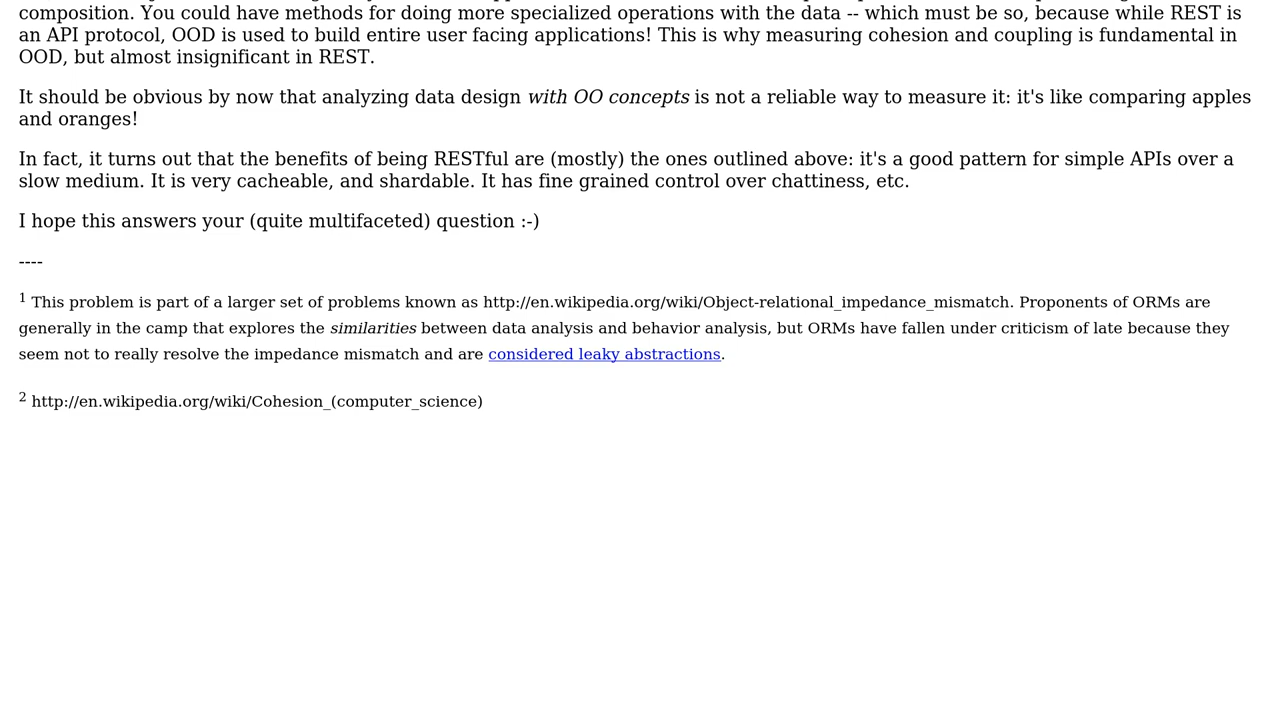 composition. You could have methods for doing more specialized operations with the data -- which must be so, because while REST is
an API protocol, OOD is used to build entire user facing applications! This is why measuring cohesion and coupling is fundamental in
OOD, but almost insignificant in REST.
It should be obvious by now that analyzing data design with OO concepts is not a reliable way to measure it: it's like comparing apples
and oranges!
In fact, it turns out that the benefits of being RESTful are (mostly) the ones outlined above: it's a good pattern for simple APIs over a
slow medium. It is very cacheable, and shardable. It has fine grained control over chattiness, etc.
I hope this answers your (quite multifaceted) question :-)
----
1 This problem is part of a larger set of problems known as http://en.wikipedia.org/wiki/Object-relational_impedance_mismatch. Proponents of ORMs are
generally in the camp that explores the similarities between data analysis and behavior analysis, but ORMs have fallen under criticism of late because they
seem not to really resolve the impedance mismatch and are considered leaky abstractions.
2 http://en.wikipedia.org/wiki/Cohesion_(computer_science)